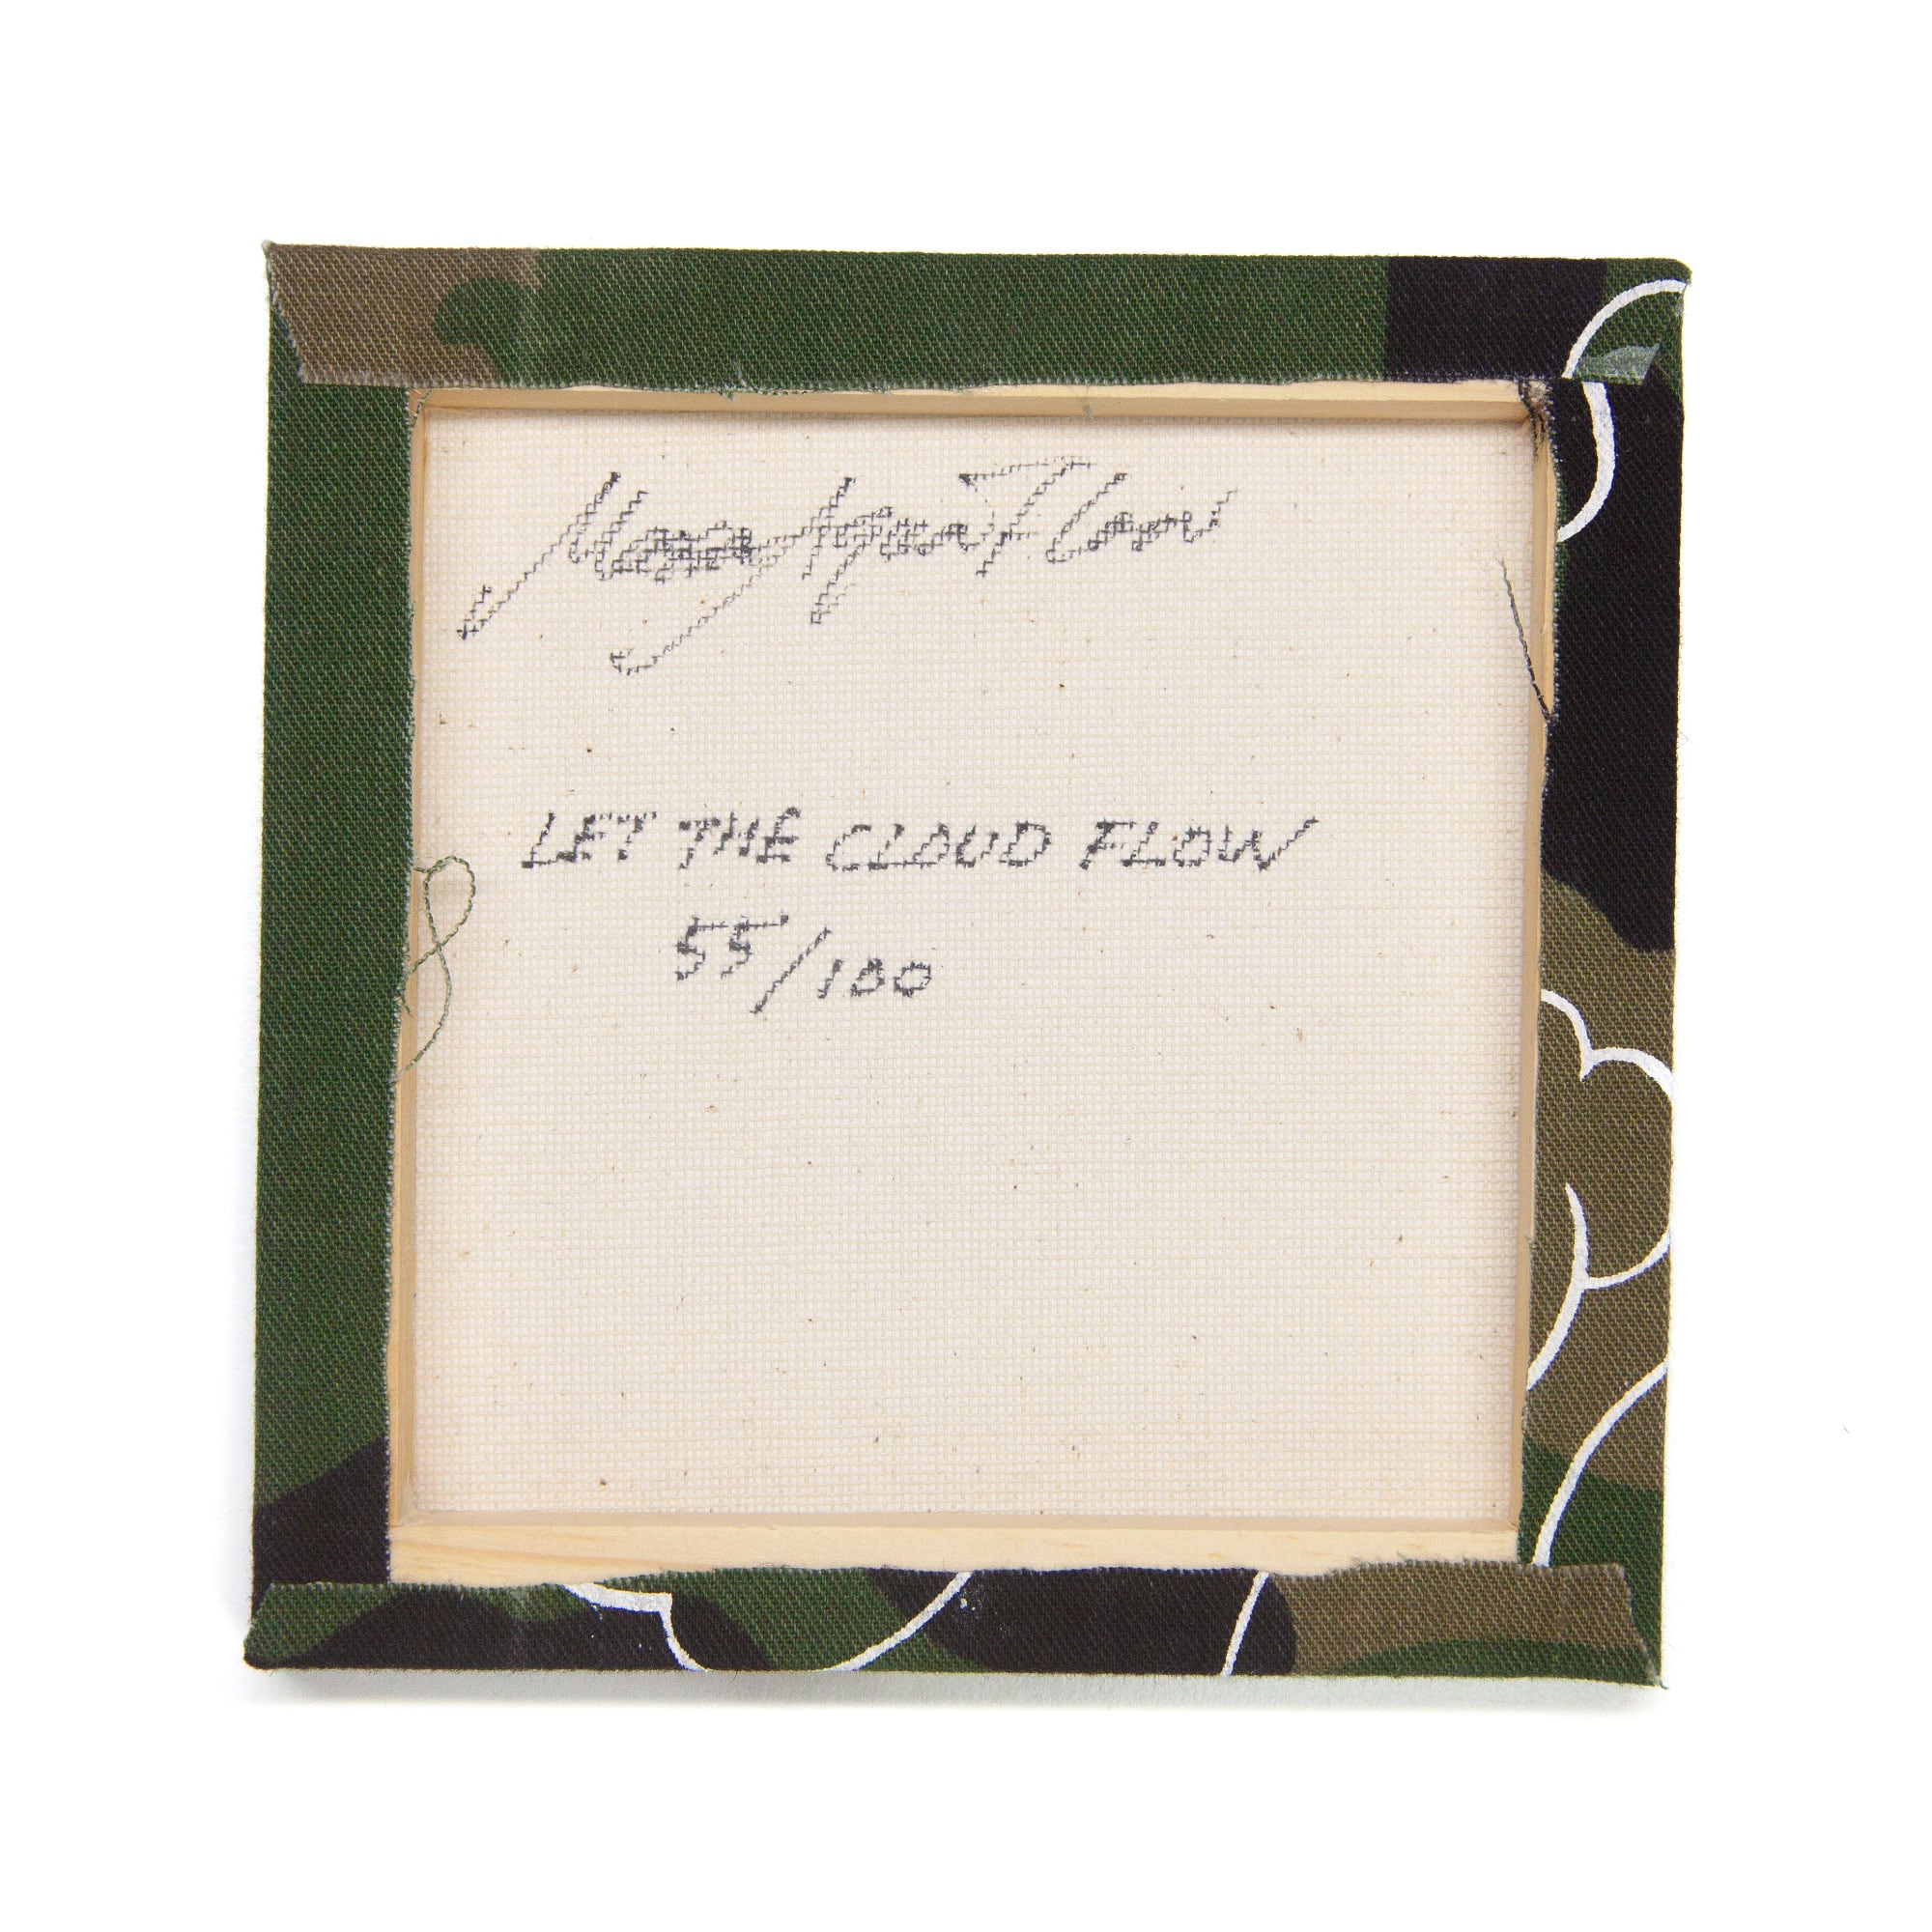 LET THE CLOUD FLOW
55/100